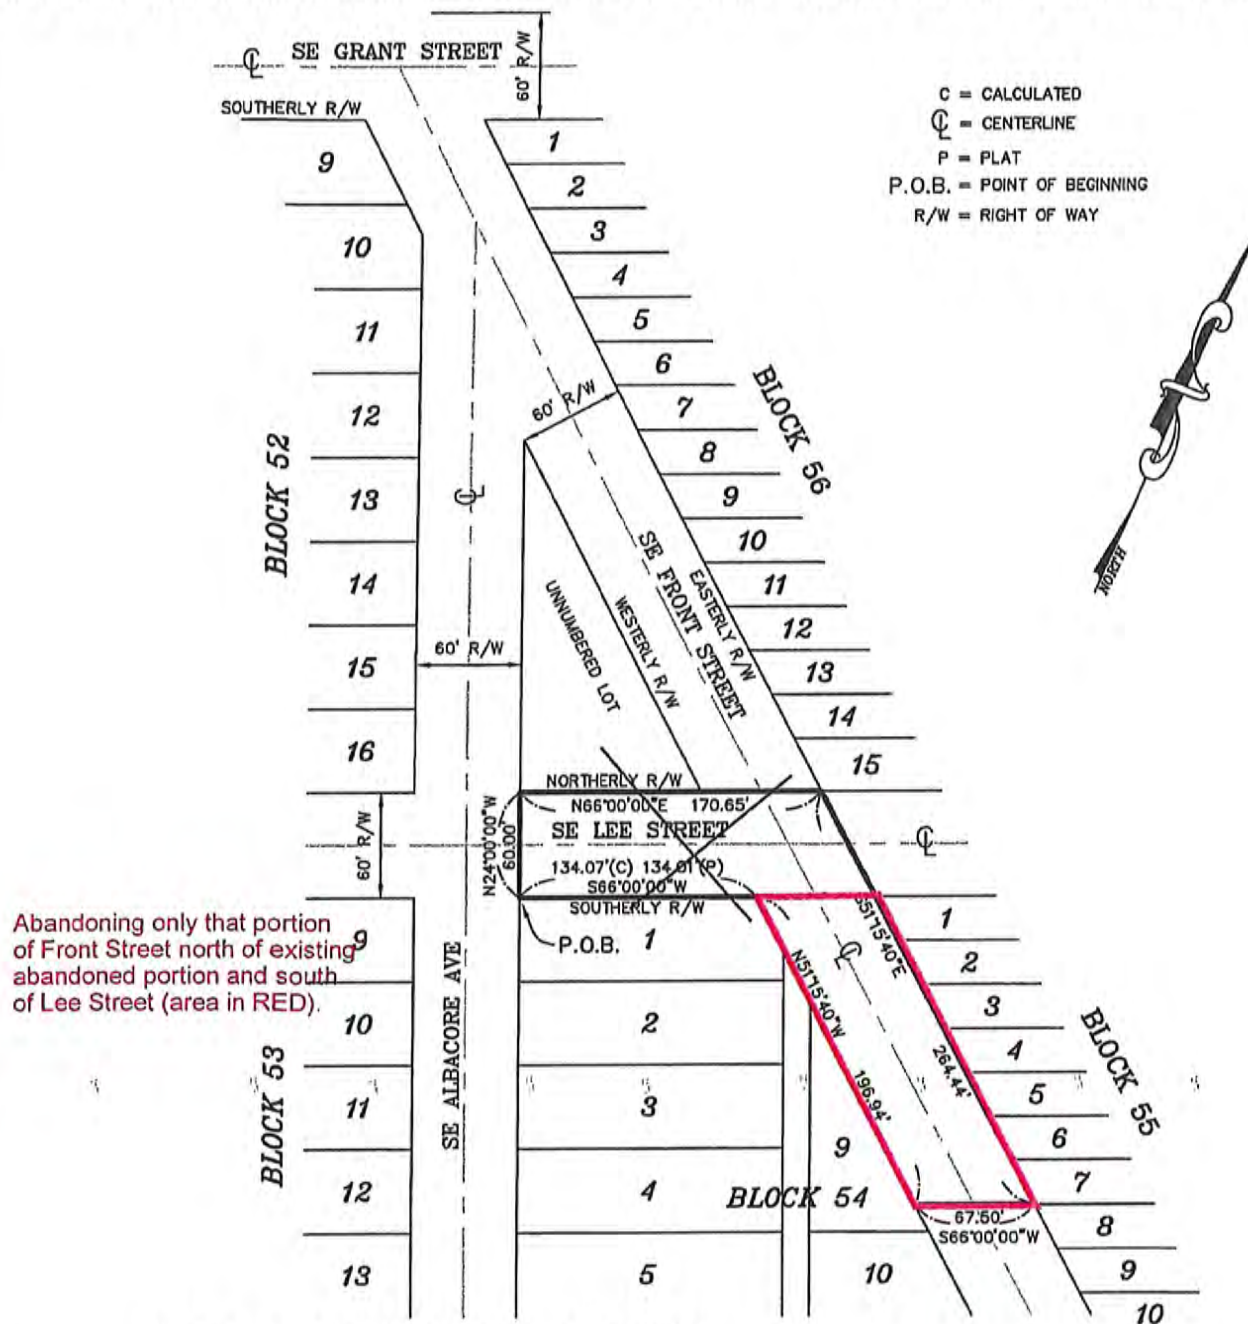 ℄ SE GRANT STREET
60' R/W
SOUTHERLY R/W
C = CALCULATED
℄ = CENTERLINE
P = PLAT
P.O.B. = POINT OF BEGINNING
R/W = RIGHT OF WAY
NORTH
9
10
11
12
13
14
15
16
BLOCK 52
℄
60' R/W
1
2
3
4
5
6
7
8
9
10
11
12
13
14
15
BLOCK 56
60' R/W
SE FRONT STREET
EASTERLY R/W
WESTERLY R/W
UNNUMBERED LOT
NORTHERLY R/W
N66°00'00"E 170.65'
SE LEE STREET
℄
134.07'(C) 134.01'(P)
S66°00'00"W
SOUTHERLY R/W
N24°00'00"W
60.00'
60' R/W
P.O.B.
Abandoning only that portion
of Front Street north of existing
abandoned portion and south
of Lee Street (area in RED).
9
10
11
12
13
BLOCK 53
SE ALBACORE AVE
1
2
3
4
5
9
10
BLOCK 54
℄
S51°15'40"E
264.44'
N51°15'40"W
196.94'
67.50'
S66°00'00"W
1
2
3
4
5
6
7
8
9
10
BLOCK 55